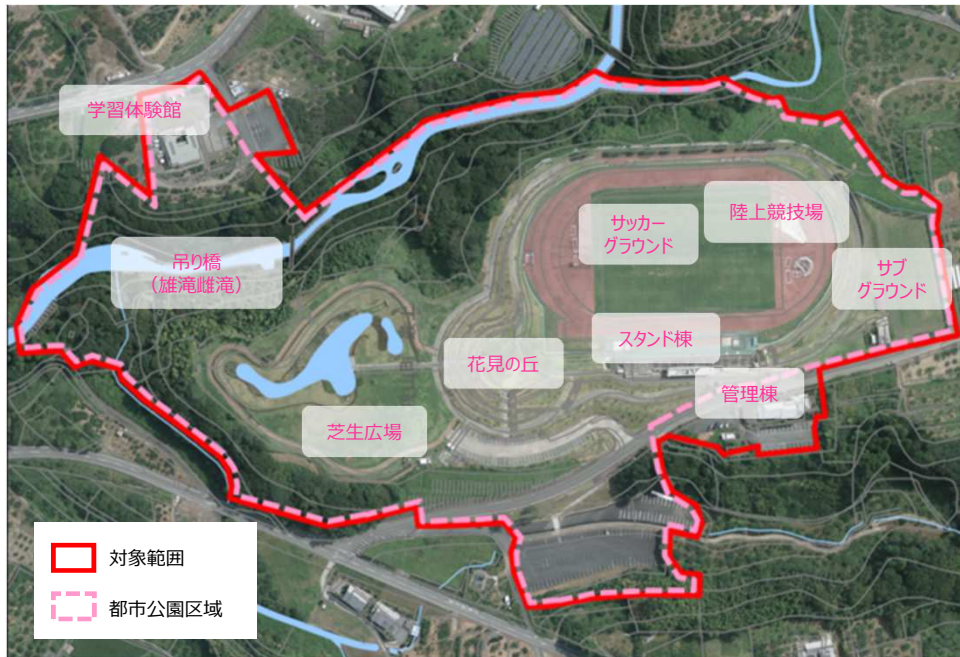 学習体験館
サッカー
グラウンド
陸上競技場
吊り橋
（雄滝雌滝）
サブ
グラウンド
スタンド棟
花見の丘
管理棟
芝生広場
対象範囲
都市公園区域